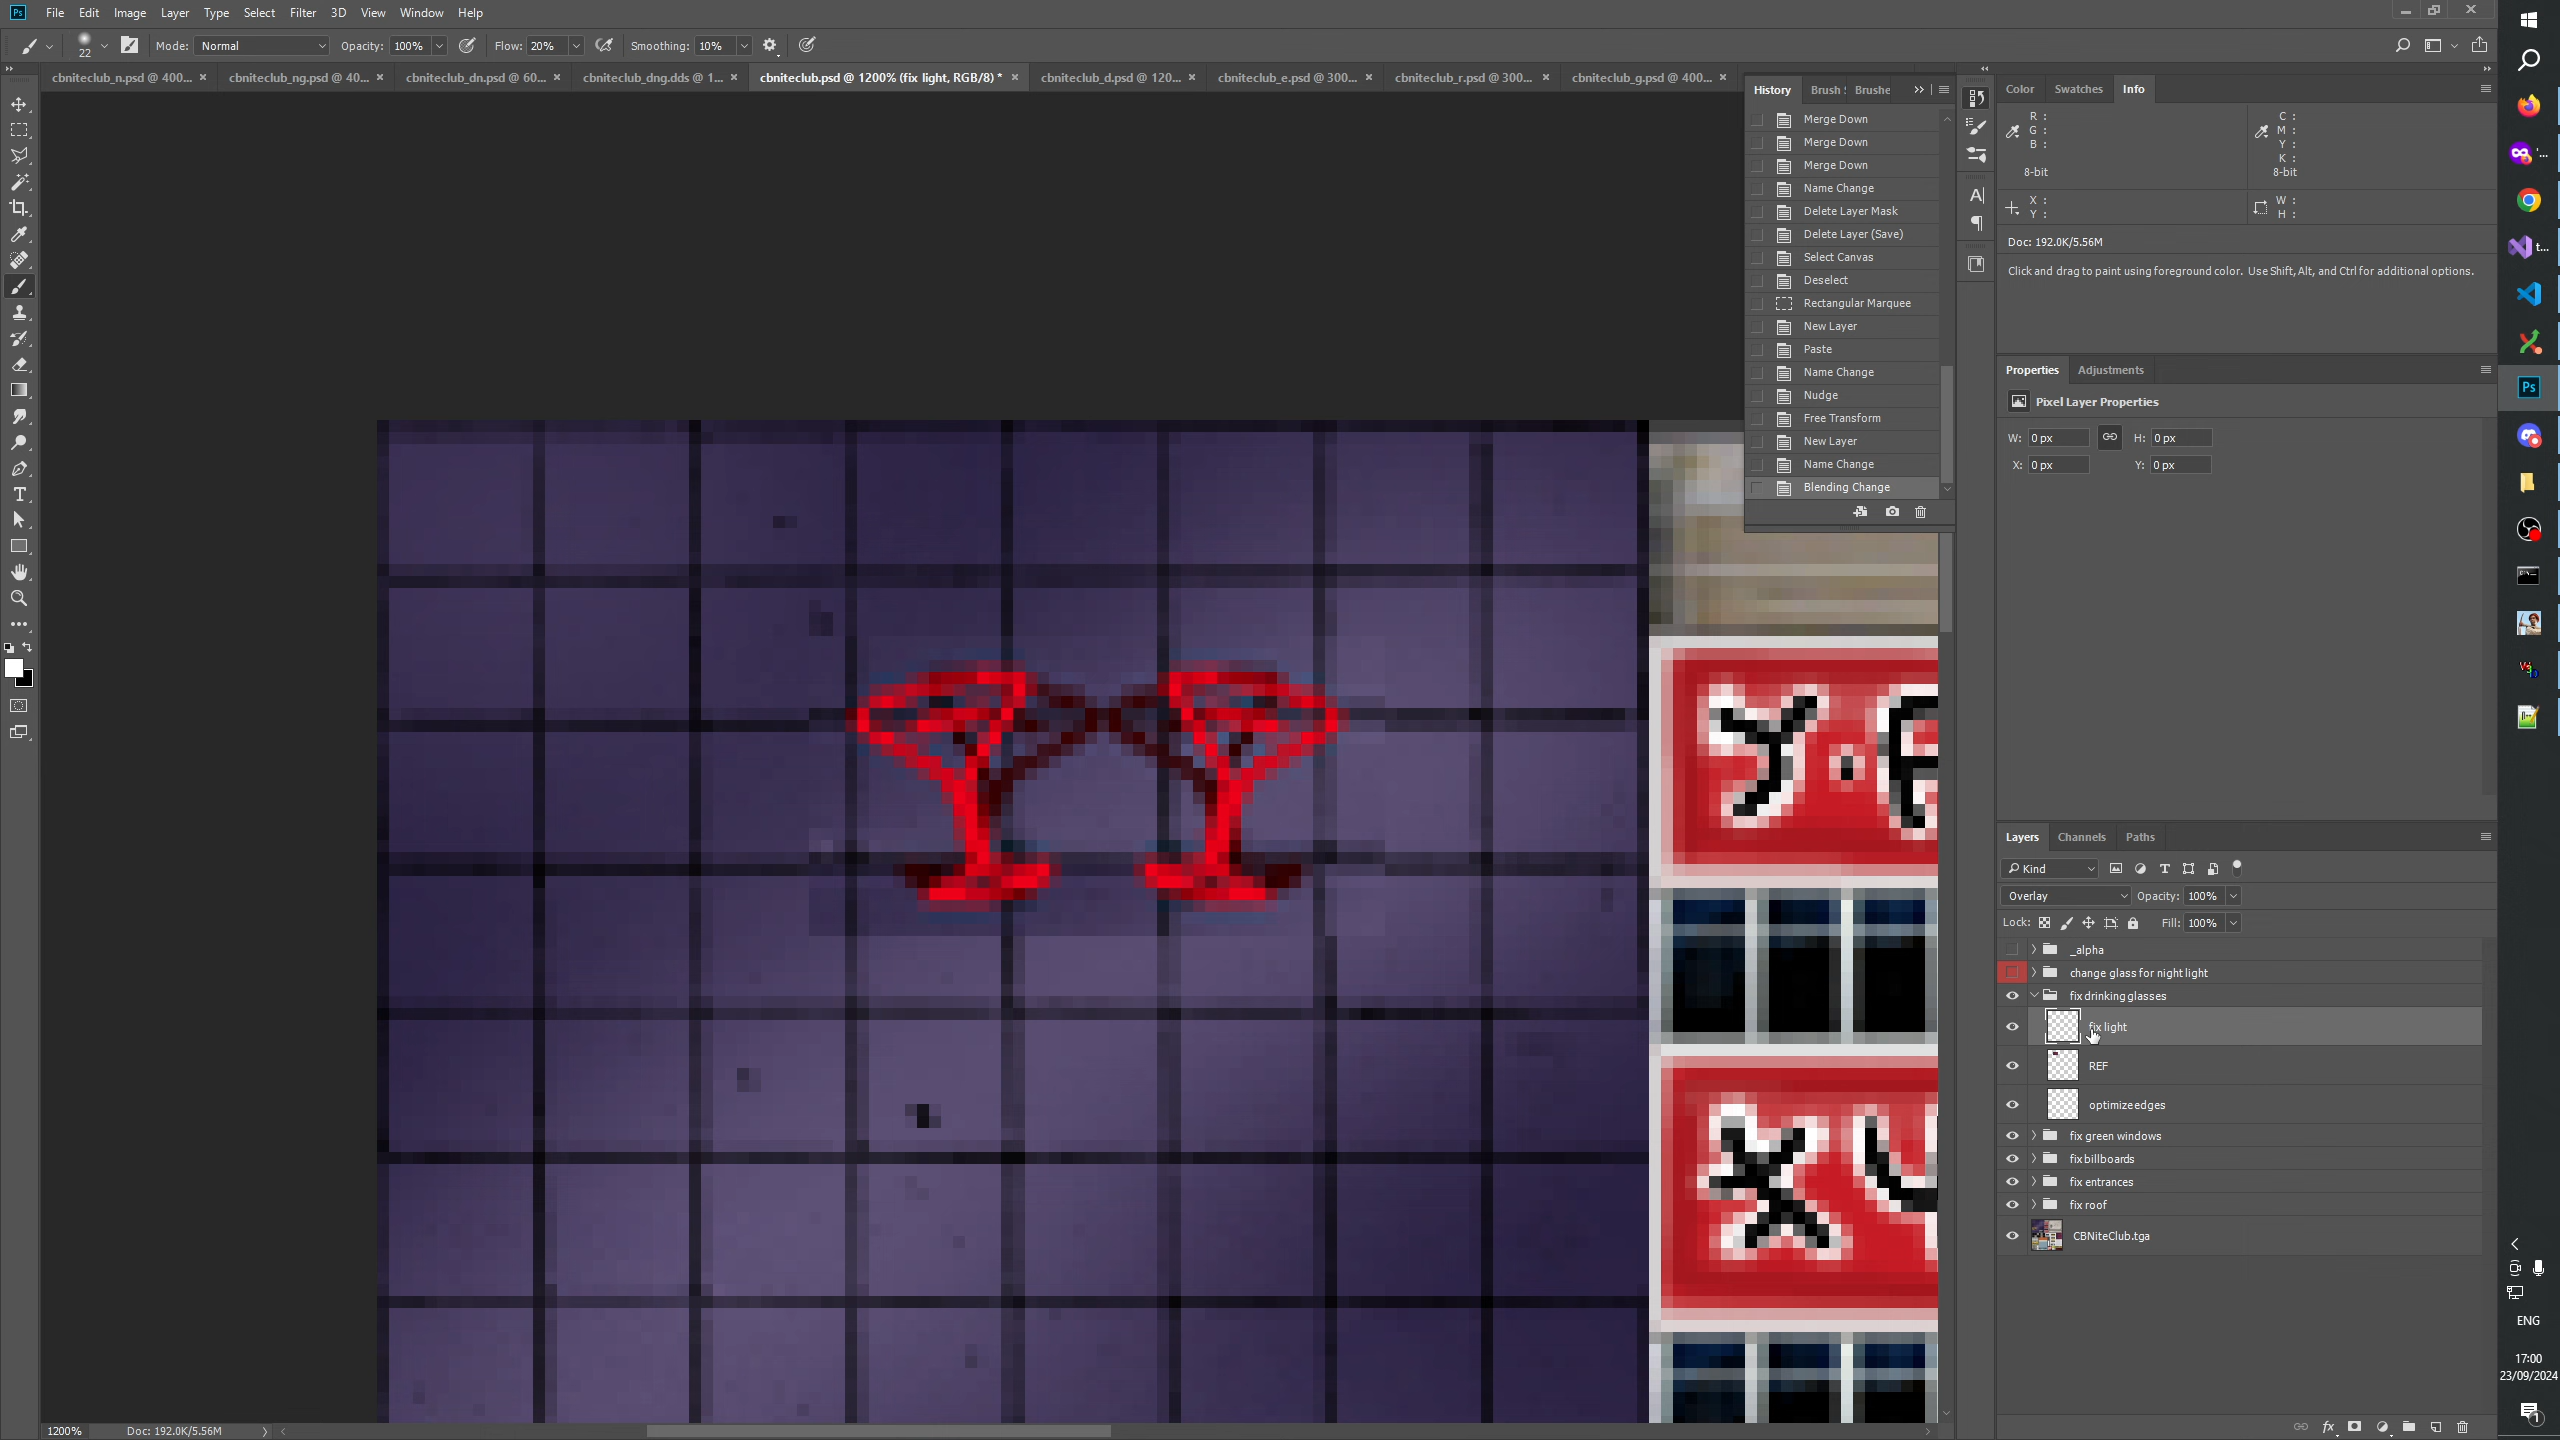 Ps File Edit Image Layer Type Select Filter 3D View Window Help
22 Mode: Normal Opacity: 100% Flow: 20% Smoothing: 10%
cbniteclub_n.psd @ 400... cbniteclub_ng.psd @ 40... cbniteclub_dn.psd @ 60... cbniteclub_dng.dds @ 1... cbniteclub.psd @ 1200% (fix light, RGB/8) * cbniteclub_d.psd @ 120... cbniteclub_e.psd @ 300... cbniteclub_r.psd @ 300... cbniteclub_g.psd @ 400...
History Brush Brushe
Merge Down
Merge Down
Merge Down
Name Change
Delete Layer Mask
Delete Layer (Save)
Select Canvas
Deselect
Rectangular Marquee
New Layer
Paste
Name Change
Nudge
Free Transform
New Layer
Name Change
Blending Change
Color Swatches Info
R : C :
G : M :
B : Y :
K :
8-bit 8-bit
X : W :
Y : H :
Doc: 192.0K/5.56M
Click and drag to paint using foreground color. Use Shift, Alt, and Ctrl for additional options.
Properties Adjustments
Pixel Layer Properties
W: 0 px H: 0 px
X: 0 px Y: 0 px
Layers Channels Paths
Kind
Overlay Opacity: 100%
Lock: Fill: 100%
_alpha
change glass for night light
fix drinking glasses
fix light
REF
optimize edges
fix green windows
fix billboards
fix entrances
fix roof
CBNiteClub.tga
1200% Doc: 192.0K/5.56M
Ps
ENG
17:00
23/09/2024
1